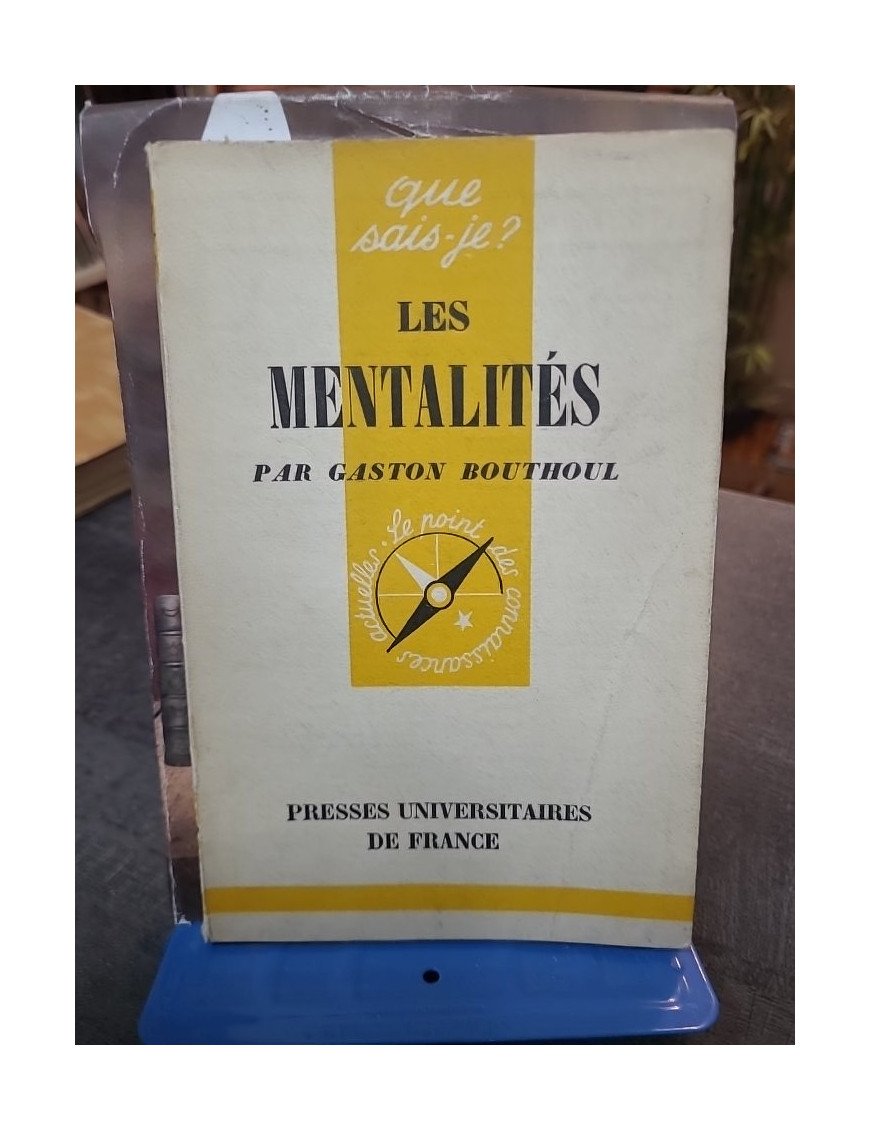 que
sais-je?
LES
MENTALITÉS
PAR GASTON BOUTHOUL
Le point des connaissances actuelles.
PRESSES UNIVERSITAIRES
DE FRANCE